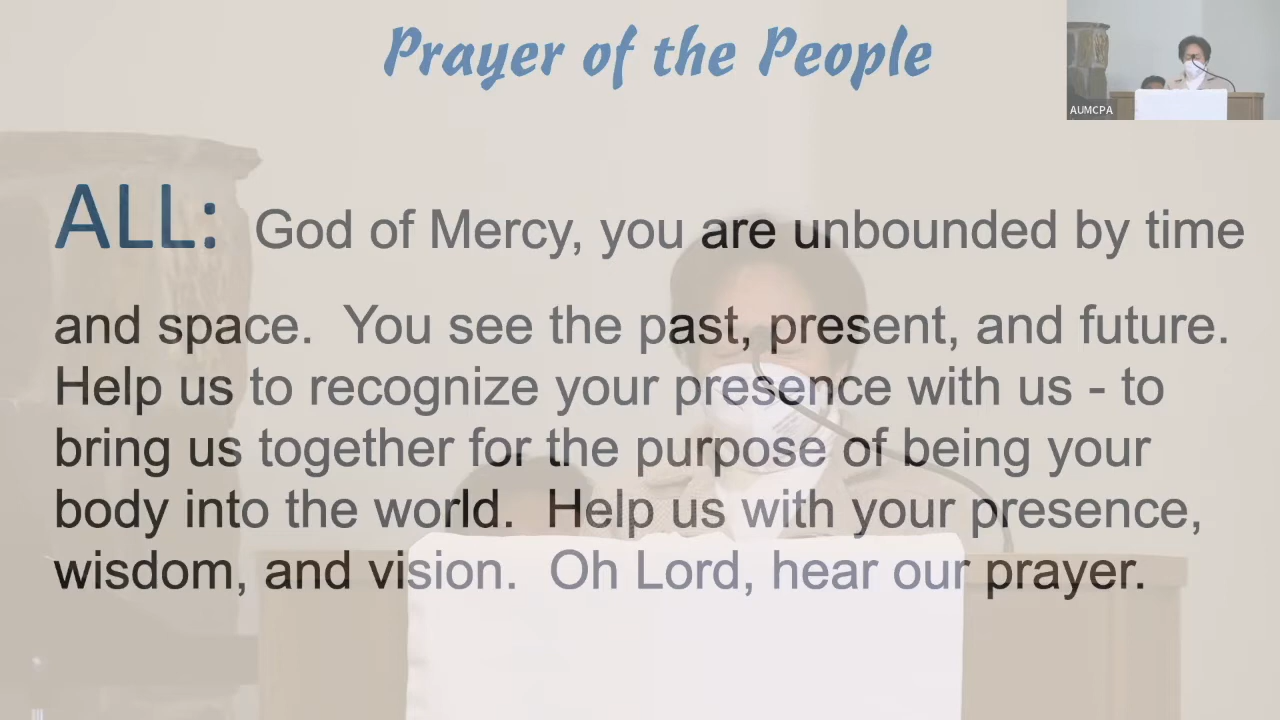 Prayer of the People
AUMCPA
ALL: God of Mercy, you are unbounded by time
and space. You see the past, present, and future.
Help us to recognize your presence with us - to
bring us together for the purpose of being your
body into the world. Help us with your presence,
wisdom, and vision. Oh Lord, hear our prayer.